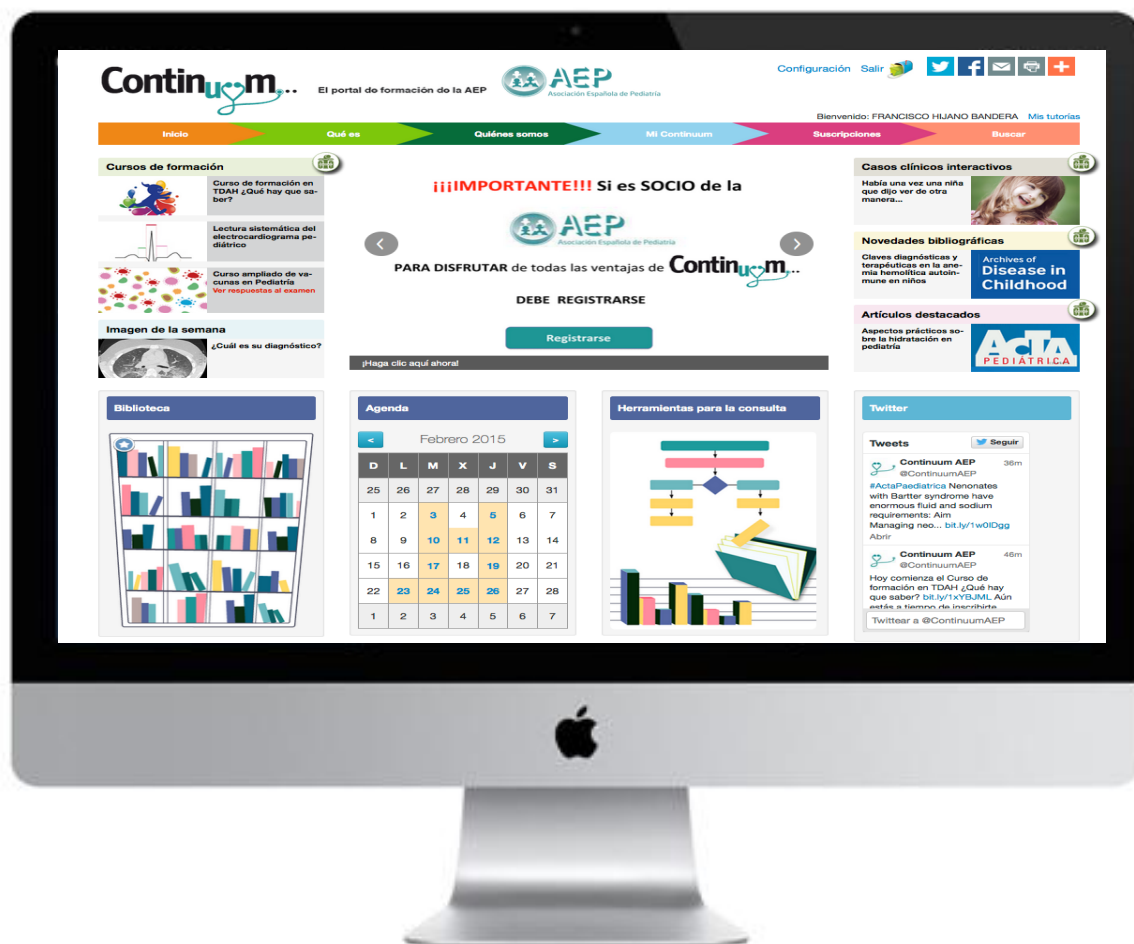 Continuum...
El portal de formación de la AEP
AEP
Asociación Española de Pediatría
Configuración Salir
Bienvenido: FRANCISCO HIJANO BANDERA Mis tutorías
Inicio
Qué es
Quiénes somos
Mi Continuum
Suscripciones
Buscar
Cursos de formación
Curso de formación en
TDAH ¿Qué hay que sa-
ber?
Lectura sistemática del
electrocardiograma pe-
diátrico
Curso ampliado de va-
cunas en Pediatría
Ver respuestas al examen
Imagen de la semana
¿Cuál es su diagnóstico?
¡¡¡IMPORTANTE!!! Si es SOCIO de la
AEP
Asociación Española de Pediatría
PARA DISFRUTAR de todas las ventajas de Continuum...
DEBE REGISTRARSE
Registrarse
¡Haga clic aquí ahora!
Casos clínicos interactivos
Había una vez una niña
que dijo ver de otra
manera...
Novedades bibliográficas
Claves diagnósticas y
terapéuticas en la ane-
mia hemolítica autoin-
mune en niños
Archives of
Disease in
Childhood
Artículos destacados
Aspectos prácticos so-
bre la hidratación en
pediatría
ACTA
PEDIÁTRICA
Biblioteca
Agenda
< Febrero 2015 >
D L M X J V S
25 26 27 28 29 30 31
1 2 3 4 5 6 7
8 9 10 11 12 13 14
15 16 17 18 19 20 21
22 23 24 25 26 27 28
1 2 3 4 5 6 7
Herramientas para la consulta
Twitter
Tweets Seguir
Continuum AEP 36m
@ContinuumAEP
#ActaPaediatrica Nenonates
with Bartter syndrome have
enormous fluid and sodium
requirements: Aim
Managing neo... bit.ly/1w0IDgg
Abrir
Continuum AEP 46m
@ContinuumAEP
Hoy comienza el Curso de
formación en TDAH ¿Qué hay
que saber? bit.ly/1xYBJML Aún
estás a tiempo de inscribirte
Twittear a @ContinuumAEP